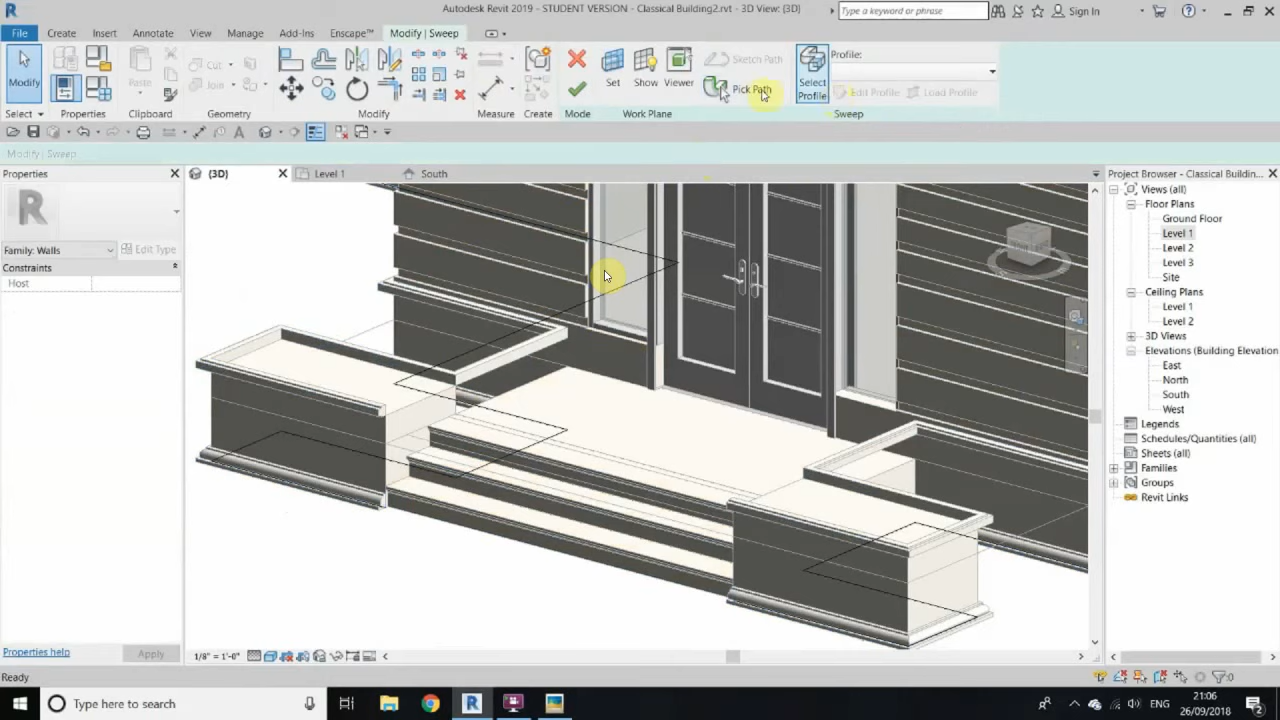 Autodesk Revit 2019 - STUDENT VERSION - Classical Building2.rvt - 3D View: {3D}
Type a keyword or phrase
Sign In
File
Create
Insert
Annotate
View
Manage
Add-Ins
Enscape™
Modify | Sweep
Modify
Paste
Cut
Join
Set
Show
Viewer
Sketch Path
Pick Path
Select Profile
Profile:
Edit Profile
Load Profile
Select
Properties
Clipboard
Geometry
Modify
Measure
Create
Mode
Work Plane
Sweep
Modify | Sweep
Properties
{3D}
Level 1
South
Project Browser - Classical Buildin...
Family: Walls
Edit Type
Constraints
Host
Views (all)
Floor Plans
Ground Floor
Level 1
Level 2
Level 3
Site
Ceiling Plans
Level 1
Level 2
3D Views
Elevations (Building Elevation
East
North
South
West
Legends
Schedules/Quantities (all)
Sheets (all)
Families
Groups
Revit Links
Properties help
Apply
1/8" = 1'-0"
Ready
:0
Type here to search
ENG
21:06
26/09/2018
2